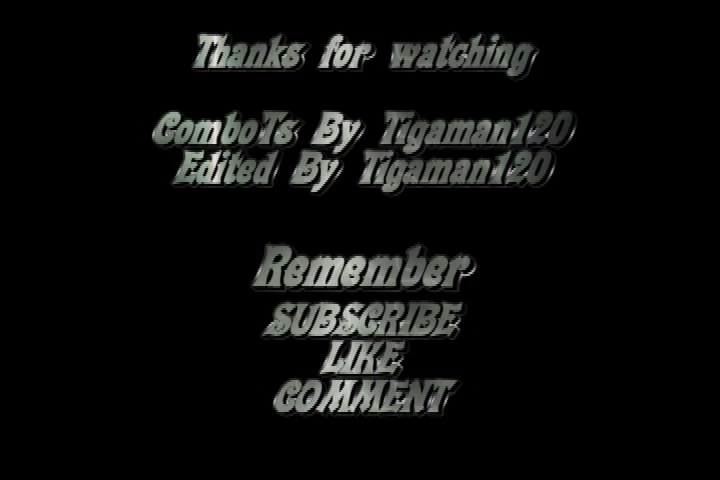 Thanks for watching
ComboTs By Tigaman120
Edited By Tigaman120
Remember
SUBSCRIBE
LIKE
COMMENT